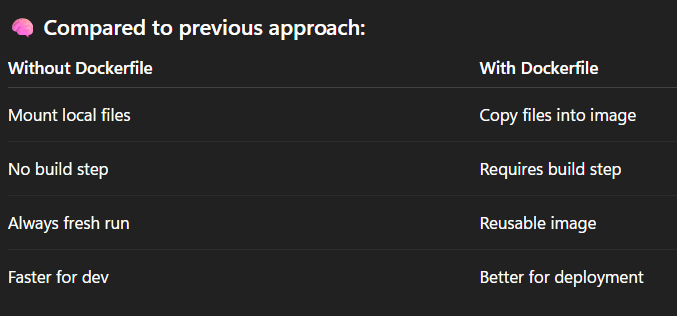 🧠 Compared to previous approach:
Without Dockerfile With Dockerfile
Mount local files Copy files into image
No build step Requires build step
Always fresh run Reusable image
Faster for dev Better for deployment